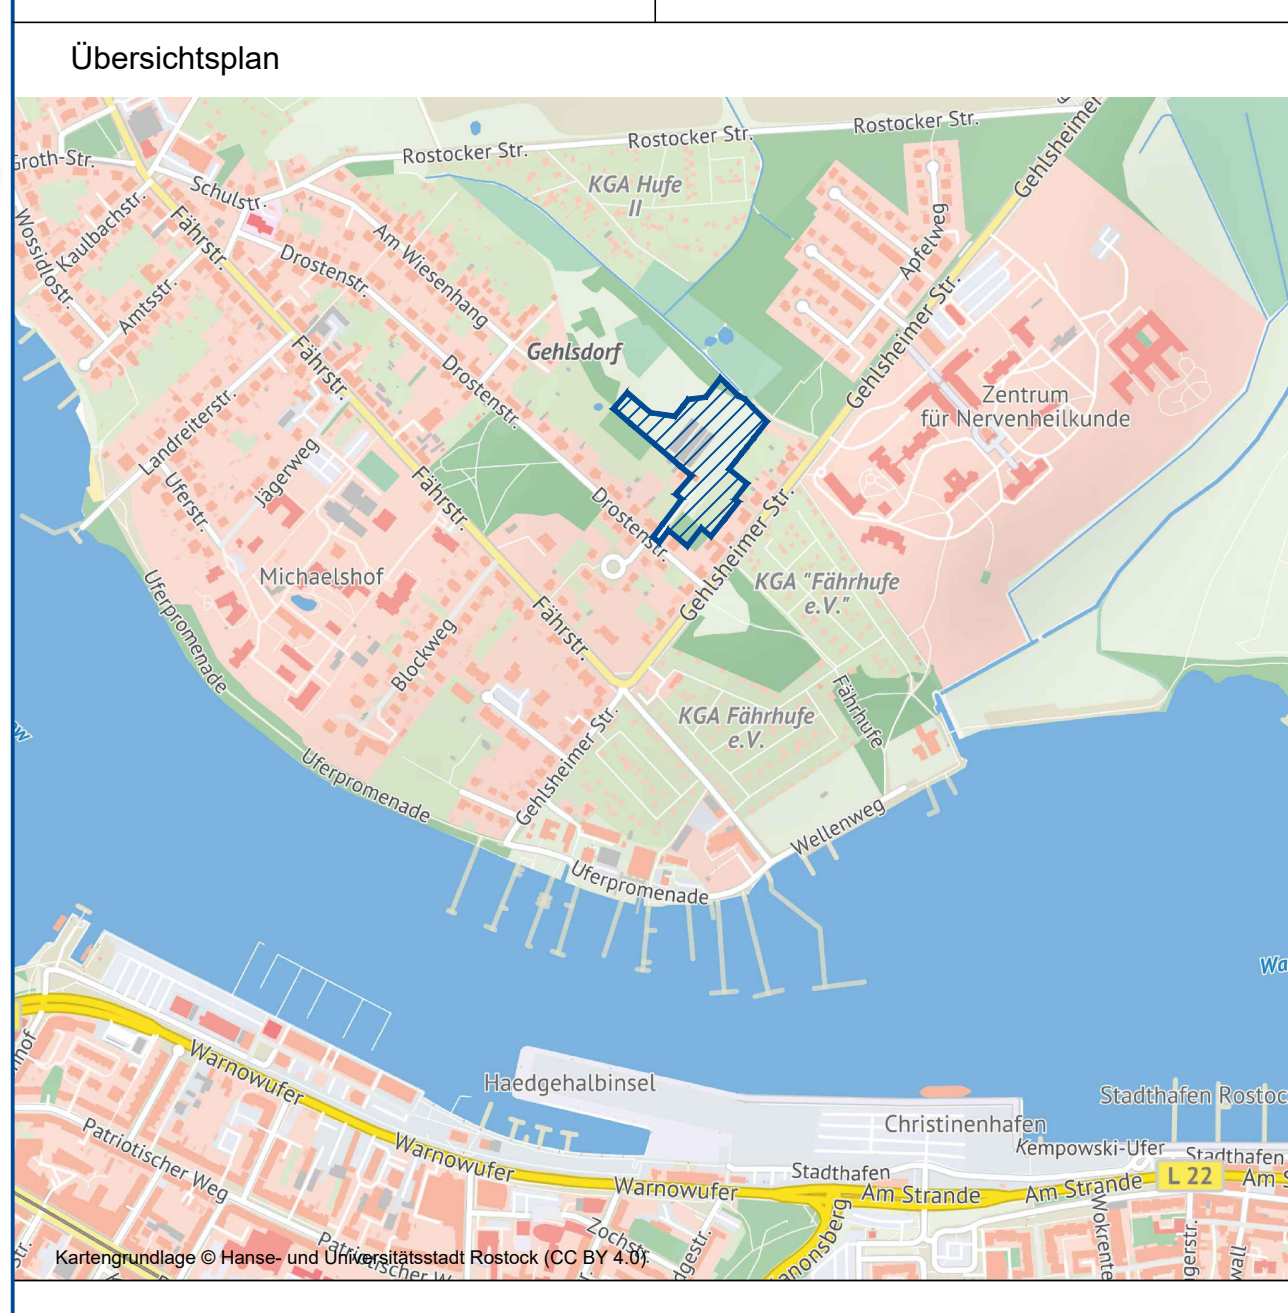 Übersichtsplan
Rostocker Str.
Rostocker Str.
Rostocker Str.
Gehlsheimer
Groth-Str.
Schulstr.
KGA Hufe
II
Kaulbachstr.
Fährstr.
Wossidlostr.
Drostenstr.
Am Wiesenhang
Apfelweg
Amtsstr.
Gehlsheimer Str.
Fährstr.
Gehlsdorf
Drostenstr.
Zentrum
für Nervenheilkunde
Landreiterstr.
Jägerweg
Uferstr.
Fährstr.
Drostenstr.
Gehlsheimer Str.
Michaelshof
KGA "Fährhufe
e.V."
Uferpromenade
Fährstr.
Blockweg
Fährhufe
KGA Fährhufe
e.V.
Uferpromenade
Gehlsheimer Str.
Wellenweg
Uferpromenade
Wa
Warnowufer
Haedgehalbinsel
Stadthafen Rostoc
Christinenhafen
Kempowski-Ufer
Stadthafen
Patriotischer Weg
Warnowufer
Stadthafen
Warnowufer
Am Strande
Am Strande
L 22
Am S
Zochstr.
Patriotischer W
Kartengrundlage © Hanse- und Universitätsstadt Rostock (CC BY 4.0)